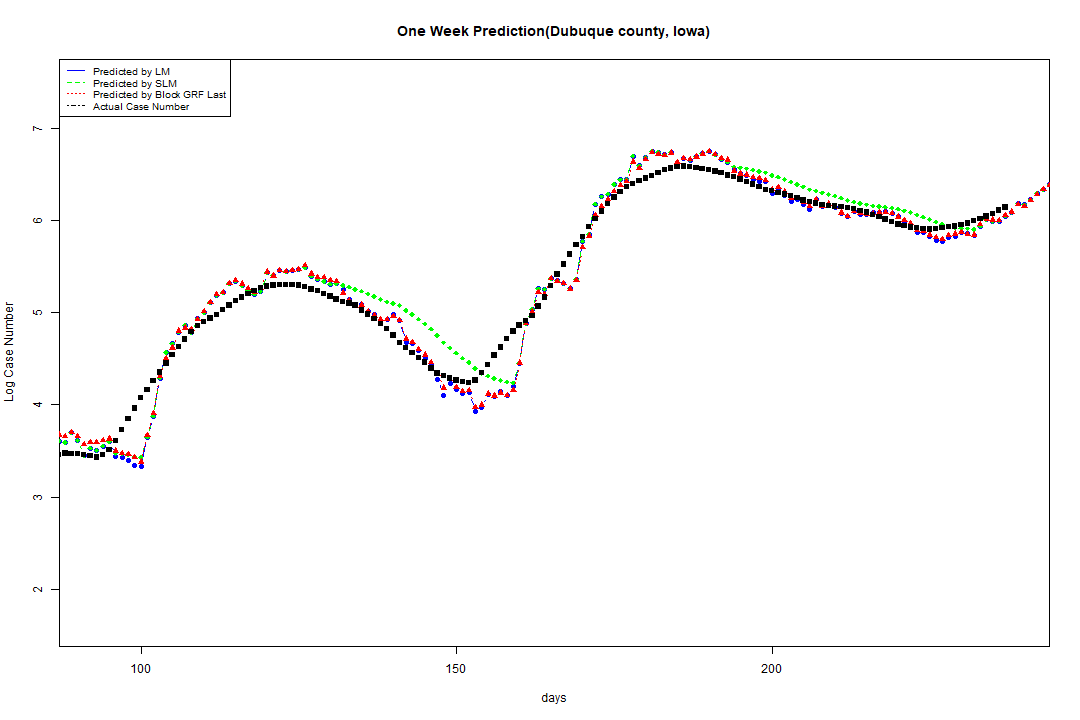 One Week Prediction(Dubuque county, Iowa)
Predicted by LM
Predicted by SLM
Predicted by Block GRF Last
Actual Case Number
7
6
5
4
3
2
Log Case Number
100 150 200
days